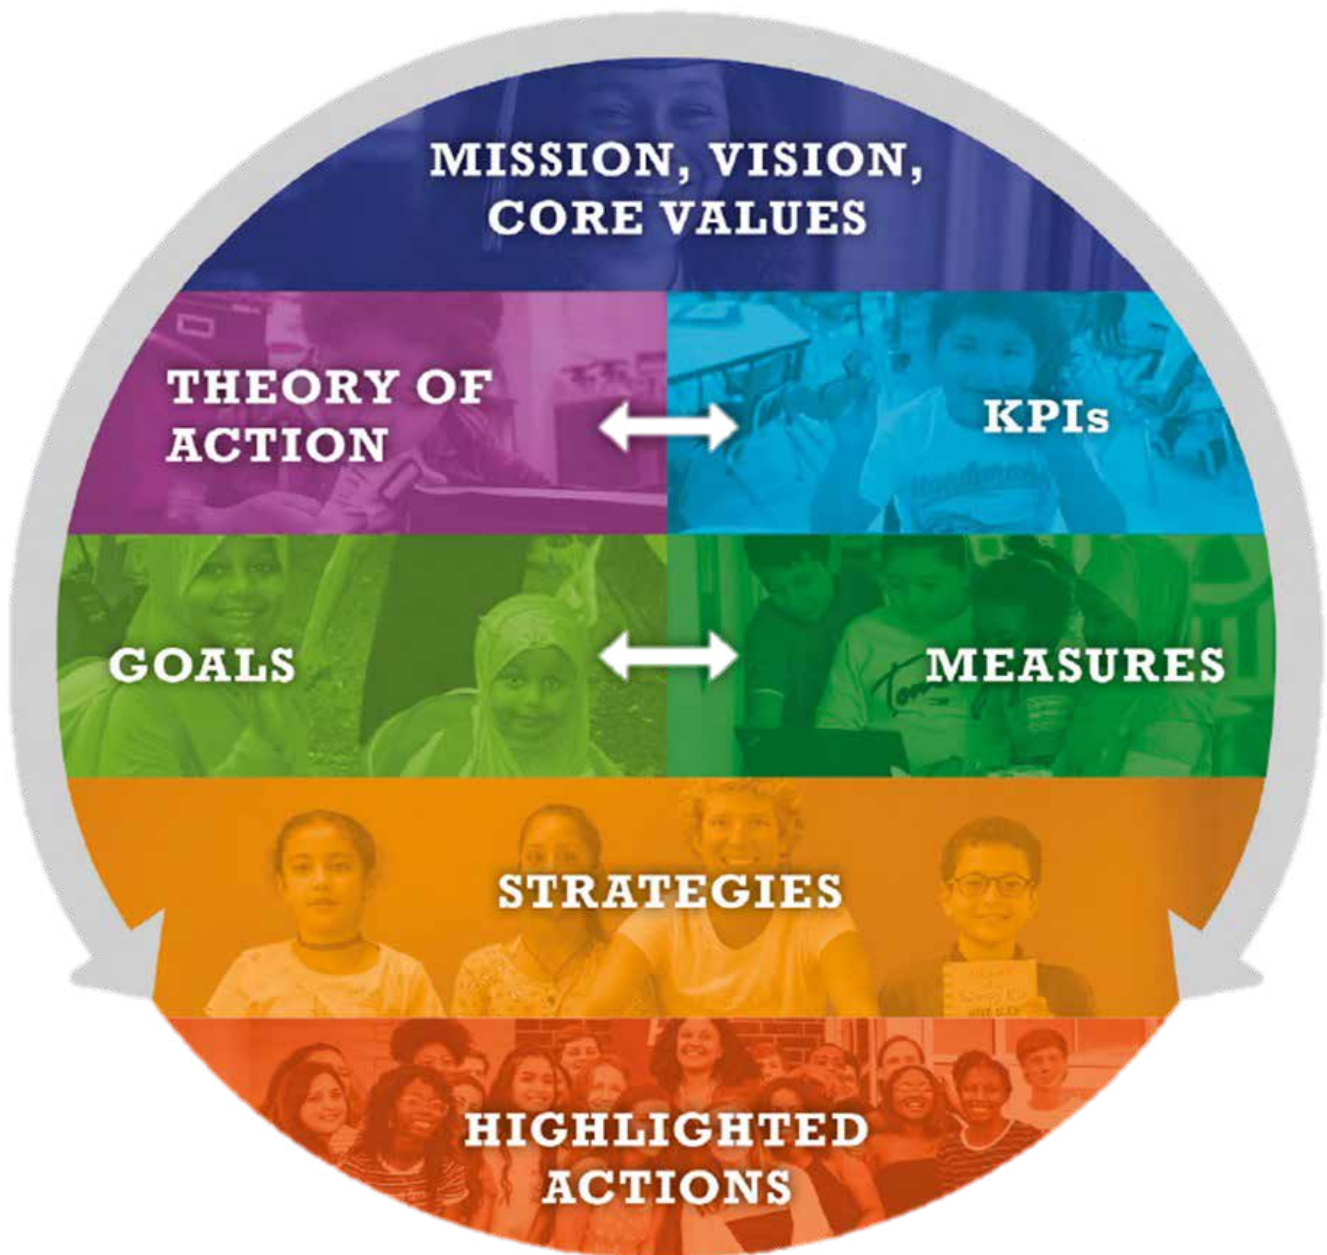 MISSION, VISION,
CORE VALUES
THEORY OF
ACTION
KPIs
GOALS
MEASURES
STRATEGIES
HIGHLIGHTED
ACTIONS